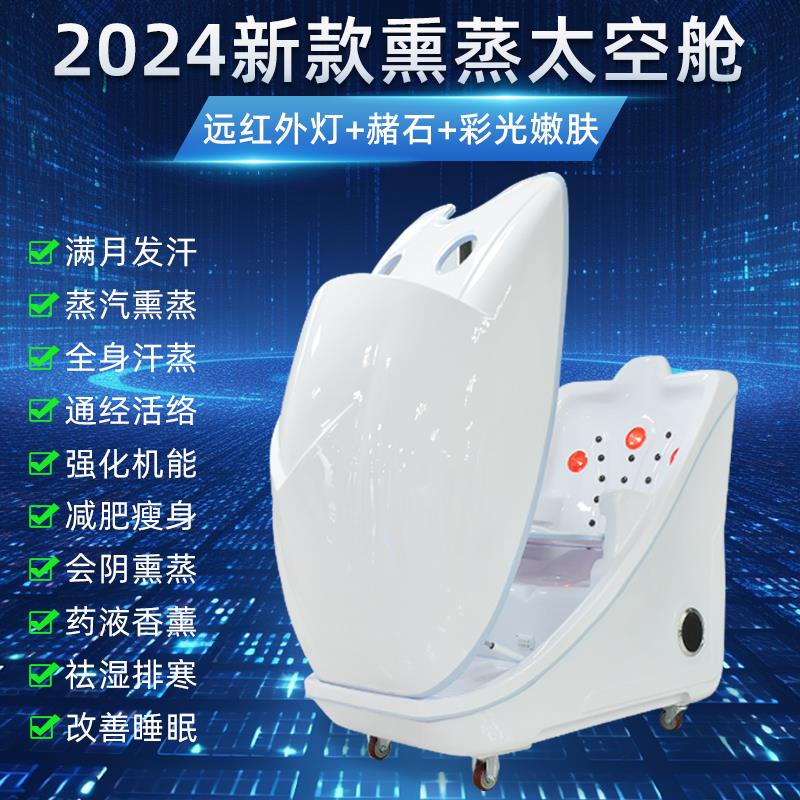 2024新款熏蒸太空舱
远红外灯+赭石+彩光嫩肤
满月发汗
蒸汽熏蒸
全身汗蒸
通经活络
强化机能
减肥瘦身
会阴熏蒸
药液香薰
祛湿排寒
改善睡眠